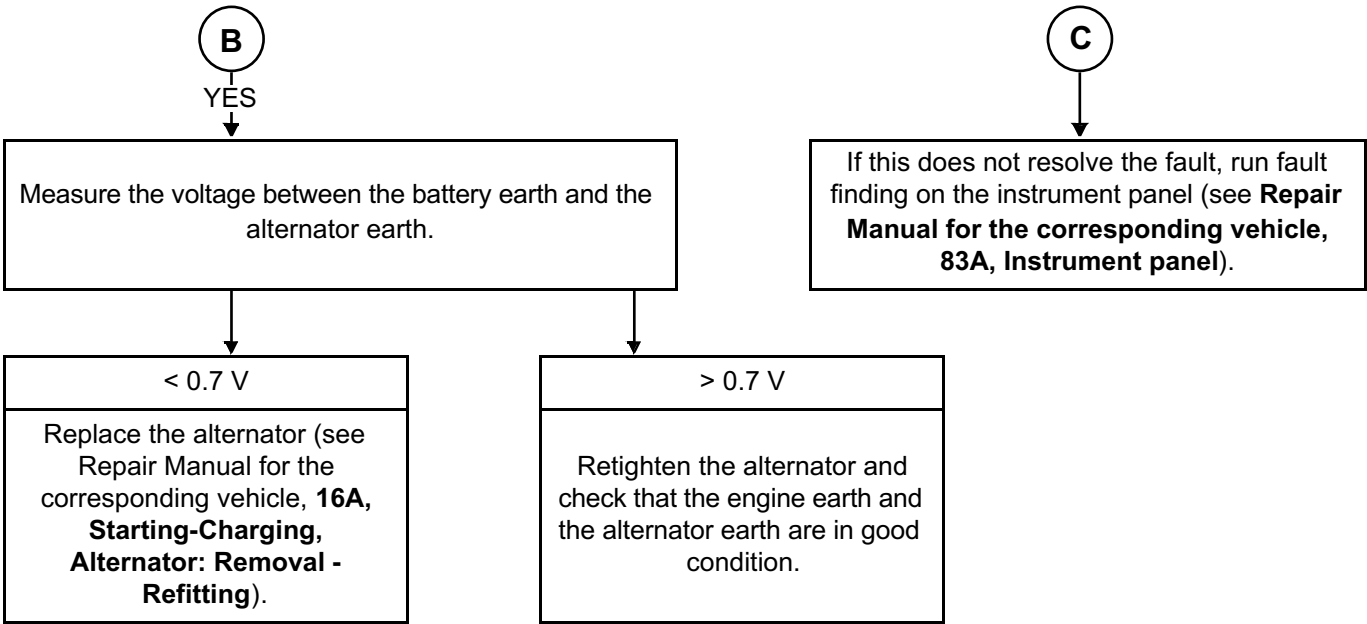 B
YES
Measure the voltage between the battery earth and the
alternator earth.
< 0.7 V
Replace the alternator (see
Repair Manual for the
corresponding vehicle, 16A,
Starting-Charging,
Alternator: Removal -
Refitting).
> 0.7 V
Retighten the alternator and
check that the engine earth and
the alternator earth are in good
condition.
C
If this does not resolve the fault, run fault
finding on the instrument panel (see Repair
Manual for the corresponding vehicle,
83A, Instrument panel).